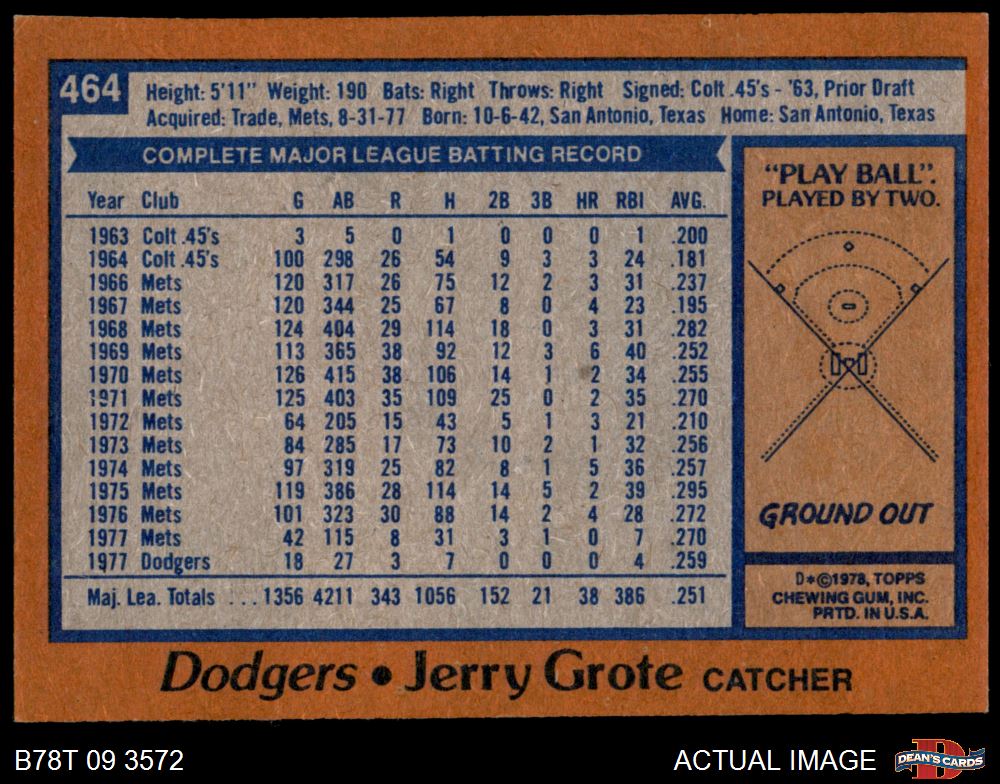 464
Height: 5'11" Weight: 190 Bats: Right Throws: Right Signed: Colt .45's - '63, Prior Draft
Acquired: Trade, Mets, 8-31-77 Born: 10-6-42, San Antonio, Texas Home: San Antonio, Texas
COMPLETE MAJOR LEAGUE BATTING RECORD
Year Club G AB R H 2B 3B HR RBI AVG.
1963 Colt .45's 3 5 0 1 0 0 0 1 .200
1964 Colt .45's 100 298 26 54 9 3 3 24 .181
1966 Mets 120 317 26 75 12 2 3 31 .237
1967 Mets 120 344 25 67 8 0 4 23 .195
1968 Mets 124 404 29 114 18 0 3 31 .282
1969 Mets 113 365 38 92 12 3 6 40 .252
1970 Mets 126 415 38 106 14 1 2 34 .255
1971 Mets 125 403 35 109 25 0 2 35 .270
1972 Mets 64 205 15 43 5 1 3 21 .210
1973 Mets 84 285 17 73 10 2 1 32 .256
1974 Mets 97 319 25 82 8 1 5 36 .257
1975 Mets 119 386 28 114 14 5 2 39 .295
1976 Mets 101 323 30 88 14 2 4 28 .272
1977 Mets 42 115 8 31 3 1 0 7 .270
1977 Dodgers 18 27 3 7 0 0 0 4 .259
Maj. Lea. Totals ...1356 4211 343 1056 152 21 38 386 .251
"PLAY BALL".
PLAYED BY TWO.
GROUND OUT
D*©1978, TOPPS
CHEWING GUM, INC.
PRTD. IN U.S.A.
Dodgers • Jerry Grote CATCHER
B78T 09 3572
ACTUAL IMAGE
D
DEAN'S CARDS